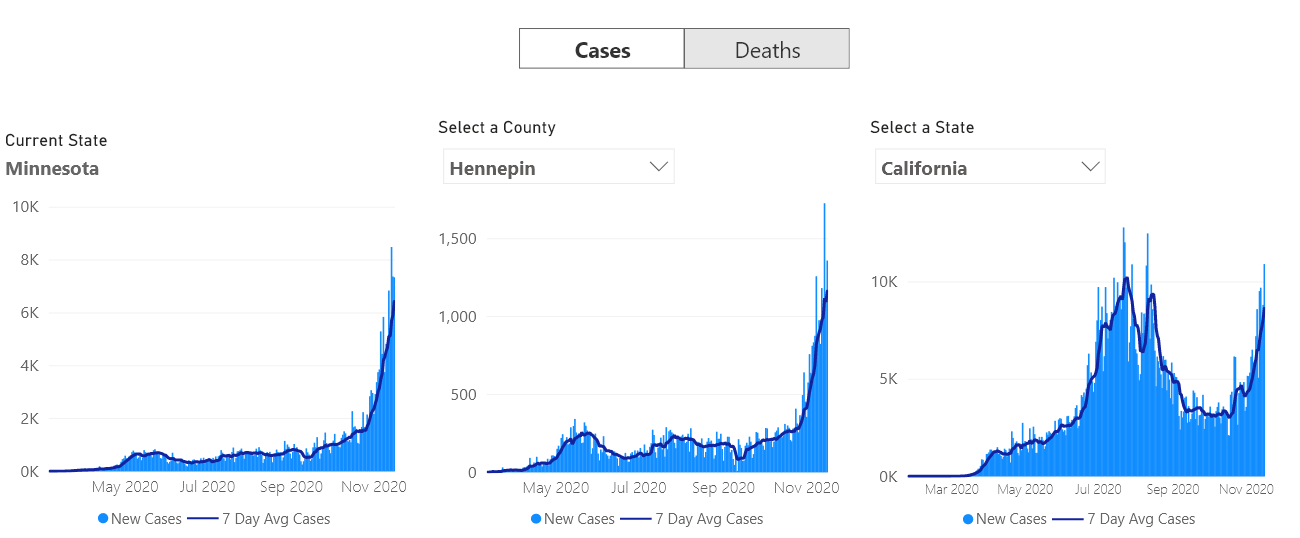 Cases Deaths
Current State
Minnesota
10K
8K
6K
4K
2K
0K
May 2020 Jul 2020 Sep 2020 Nov 2020
New Cases 7 Day Avg Cases
Select a County
Hennepin
1,500
1,000
500
0
May 2020 Jul 2020 Sep 2020 Nov 2020
New Cases 7 Day Avg Cases
Select a State
California
10K
5K
0K
Mar 2020 May 2020 Jul 2020 Sep 2020 Nov 2020
New Cases 7 Day Avg Cases